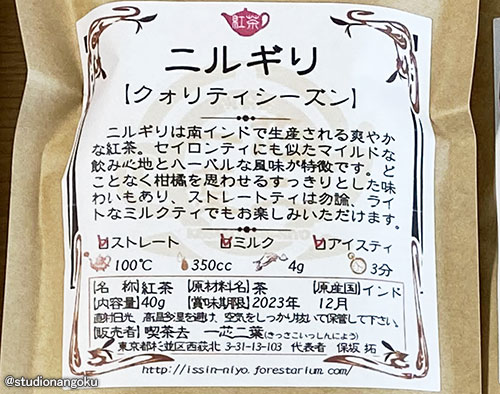 紅茶
ニルギリ
【クォリティシーズン】
ニルギリは南インドで生産される爽やか
な紅茶。セイロンティにも似たマイルドな
飲み心地とハーバルな風味が特徴です。ど
ことなく柑橘を思わせるすっきりとした味
わいもあり、ストレートティは勿論、ライ
トなミルクティでもお楽しみいただけます。
ストレート ミルク アイスティ
100℃ 350cc 4g 3分
【名 称】紅茶 【原材料名】茶 【原産国】インド
【内容量】40g 【賞味期限】2023年 12月
直射日光、高温多湿を避け、空気をしっかり抜いて保管して下さい。
【販売者】喫茶去 一芯二葉(きっさこいっしんによう)
東京都杉並区西荻北 3-31-13-103 代表者 保坂 拓
http://issin-niyo.forestarium.com/
@studionangoku